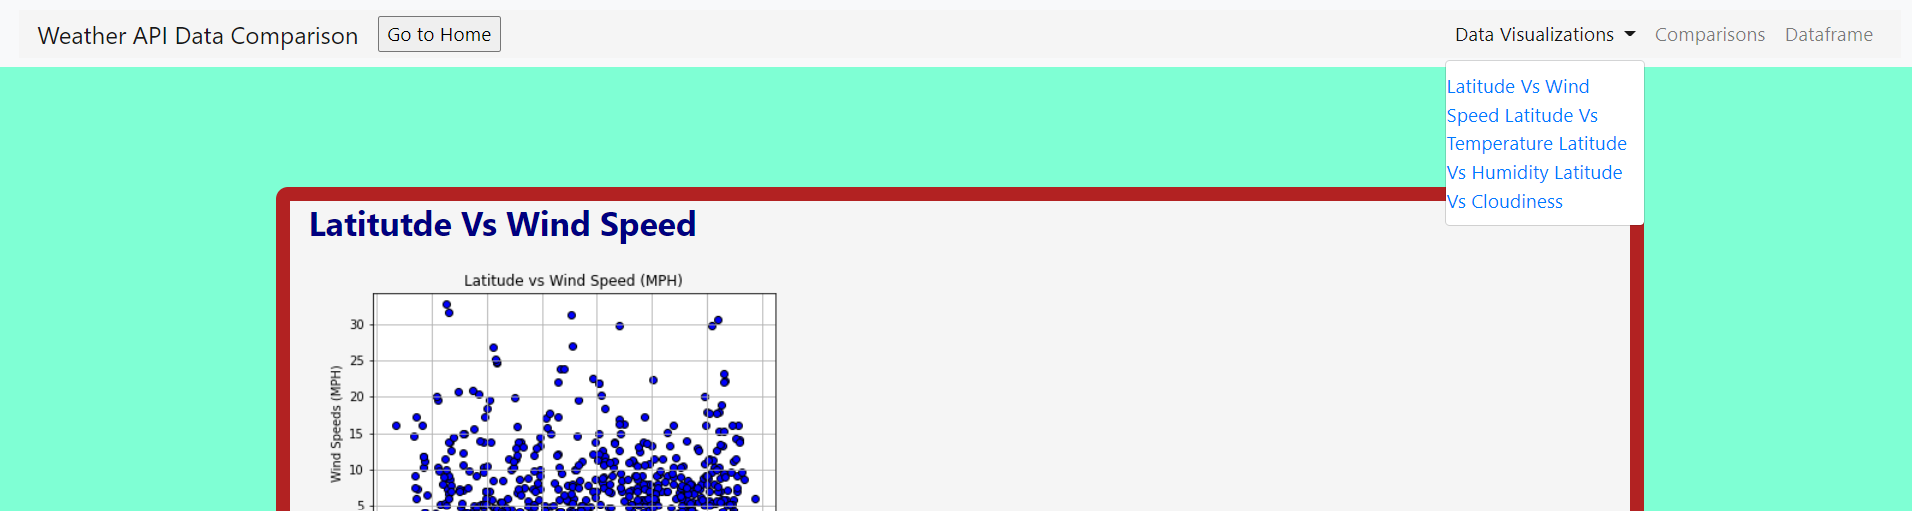 Weather API Data Comparison Go to Home Data Visualizations Comparisons Dataframe
Latitude Vs Wind
Speed Latitude Vs
Temperature Latitude
Vs Humidity Latitude
Vs Cloudiness
Latitutde Vs Wind Speed
Latitude vs Wind Speed (MPH)
Wind Speeds (MPH)
30
25
20
15
10
5